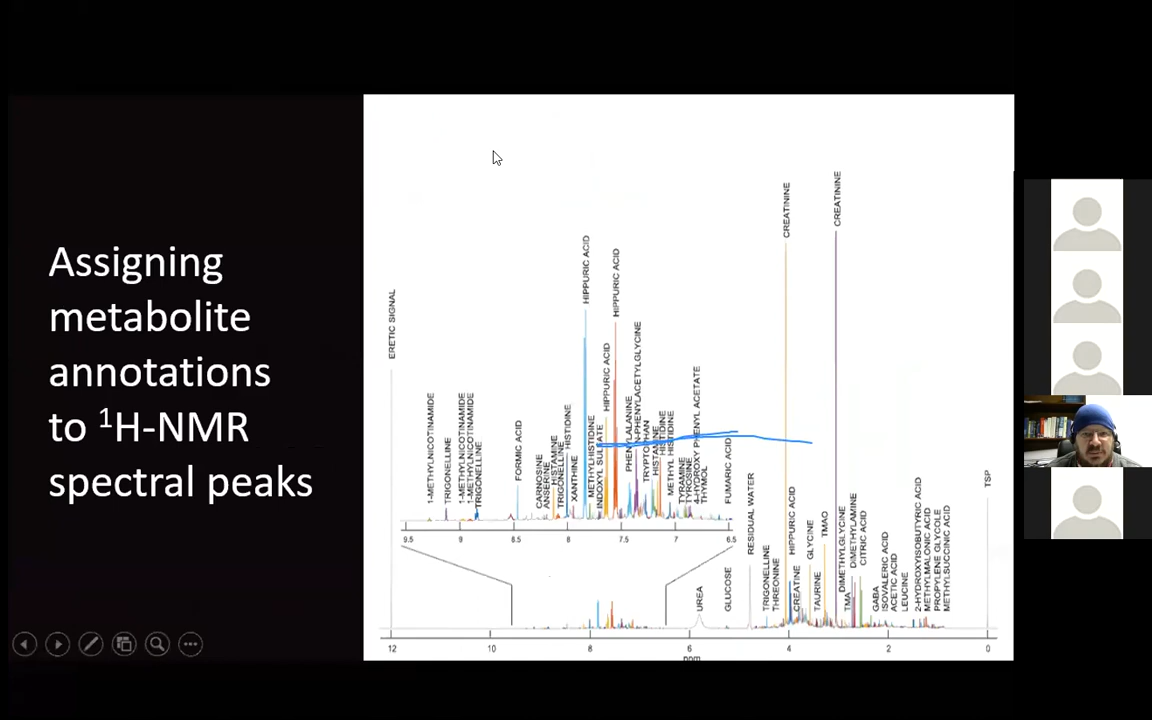 Assigning
metabolite
annotations
to ¹H-NMR
spectral peaks
ERETIC SIGNAL
1-METHYLNICOTINAMIDE
TRIGONELLINE
1-METHYLNICOTINAMIDE
1-METHYLNICOTINAMIDE
TRIGONELLINE
FORMIC ACID
CARNOSINE
ANSERINE
HISTAMINE
TRIGONELLINE
HISTIDINE
XANTHINE
HIPPURIC ACID
METHYLHISTIDINE
INDOXYL SULFATE
HIPPURIC ACID
HIPPURIC ACID
PHENYLALANINE
N-PHENYLACETYLGLYCINE
TRYPTOPHAN
HISTAMINE
HISTIDINE
METHYL HISTIDINE
TYRAMINE
TYROSINE
4-HYDROXY PHENYL ACETATE
THYMOL
FUMARIC ACID
9.5 9 8.5 8 7.5 7 6.5
UREA
GLUCOSE
RESIDUAL WATER
TRIGONELLINE
THREONINE
CREATININE
HIPPURIC ACID
CREATINE
GLYCINE
TAURINE
TMAO
CREATININE
DIMETHYLGLYCINE
TMA
DIMETHYLAMINE
CITRIC ACID
GABA
ISOVALERIC ACID
ACETIC ACID
LEUCINE
2-HYDROXYISOBUTYRIC ACID
METHYLMALONIC ACID
PROPYLENE GLYCOLE
METHYLSUCCINIC ACID
TSP
12 10 8 6 4 2 0
ppm